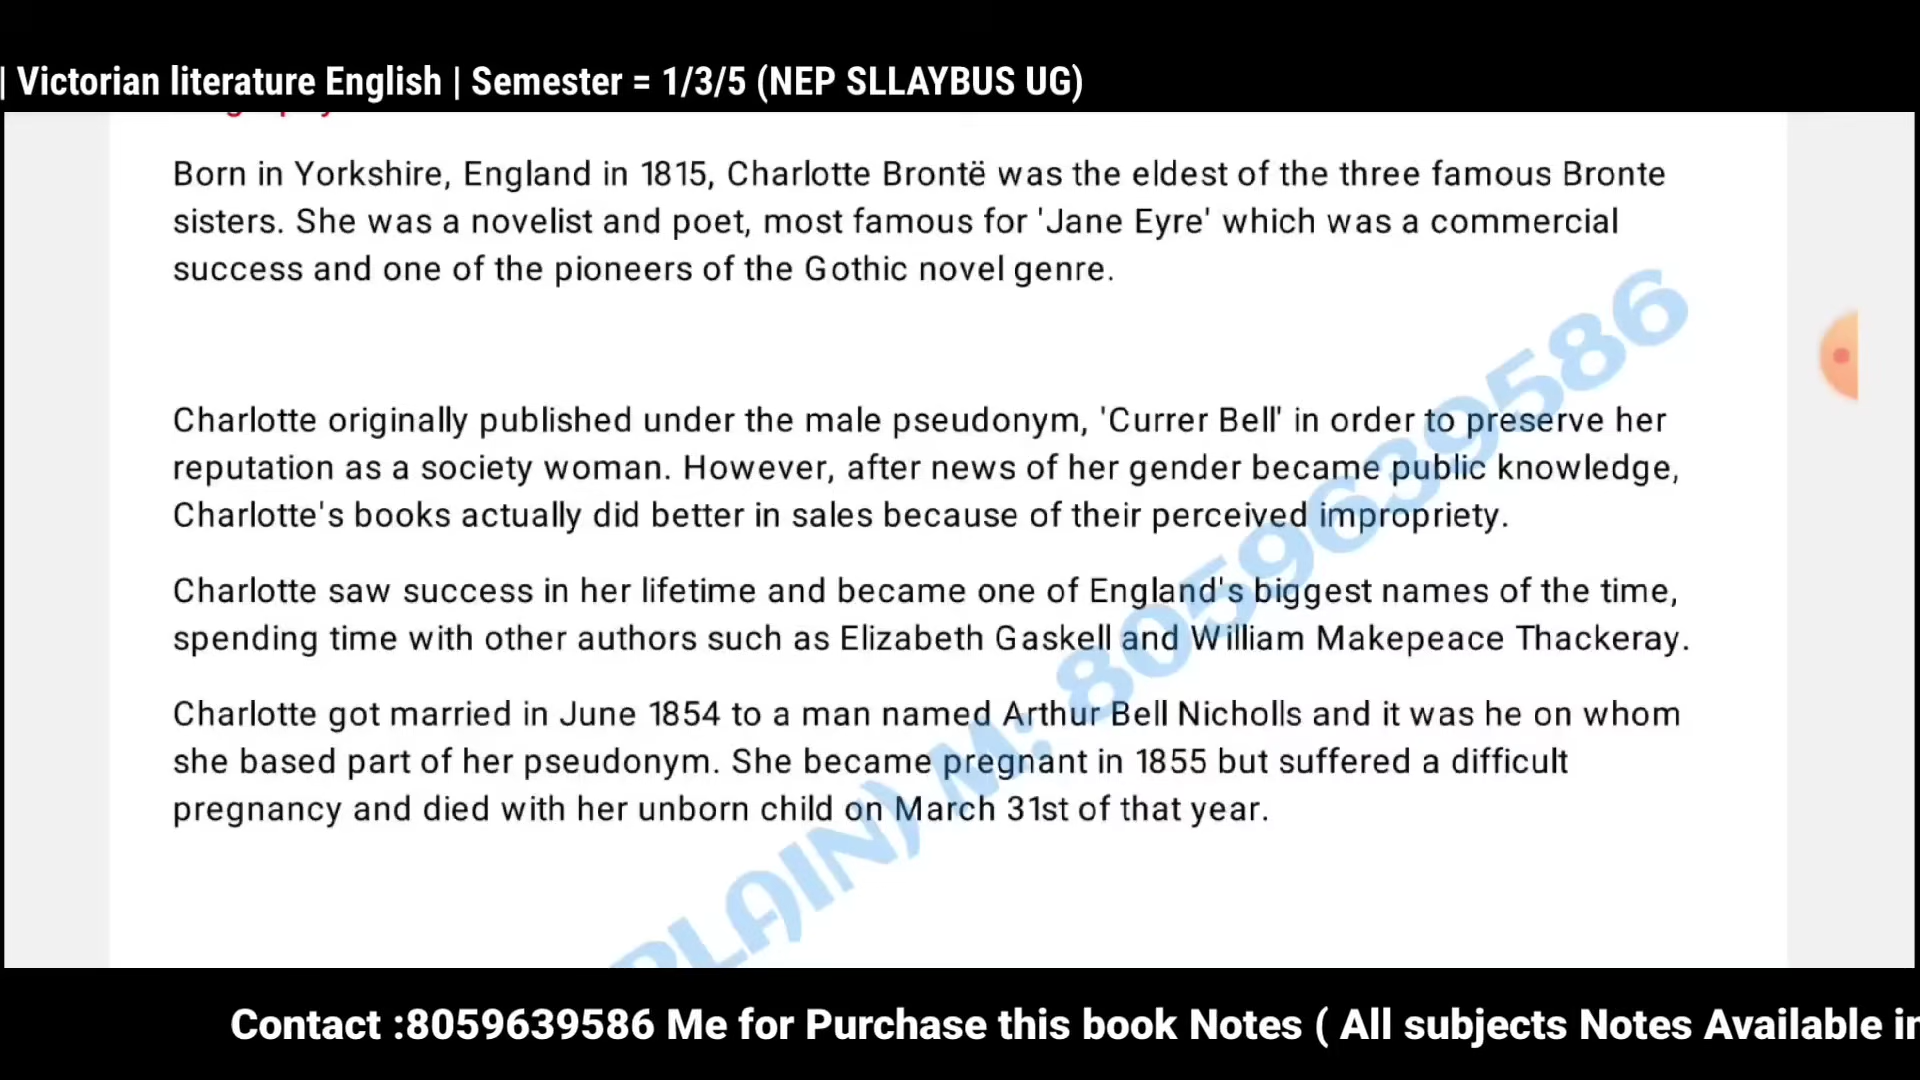 | Victorian literature English | Semester = 1/3/5 (NEP SLLAYBUS UG)
Born in Yorkshire, England in 1815, Charlotte Brontë was the eldest of the three famous Bronte
sisters. She was a novelist and poet, most famous for 'Jane Eyre' which was a commercial
success and one of the pioneers of the Gothic novel genre.
Charlotte originally published under the male pseudonym, 'Currer Bell' in order to preserve her
reputation as a society woman. However, after news of her gender became public knowledge,
Charlotte's books actually did better in sales because of their perceived impropriety.
Charlotte saw success in her lifetime and became one of England's biggest names of the time,
spending time with other authors such as Elizabeth Gaskell and William Makepeace Thackeray.
Charlotte got married in June 1854 to a man named Arthur Bell Nicholls and it was he on whom
she based part of her pseudonym. She became pregnant in 1855 but suffered a difficult
pregnancy and died with her unborn child on March 31st of that year.
PLAIN) M: 8059639586
Contact :8059639586 Me for Purchase this book Notes ( All subjects Notes Available in